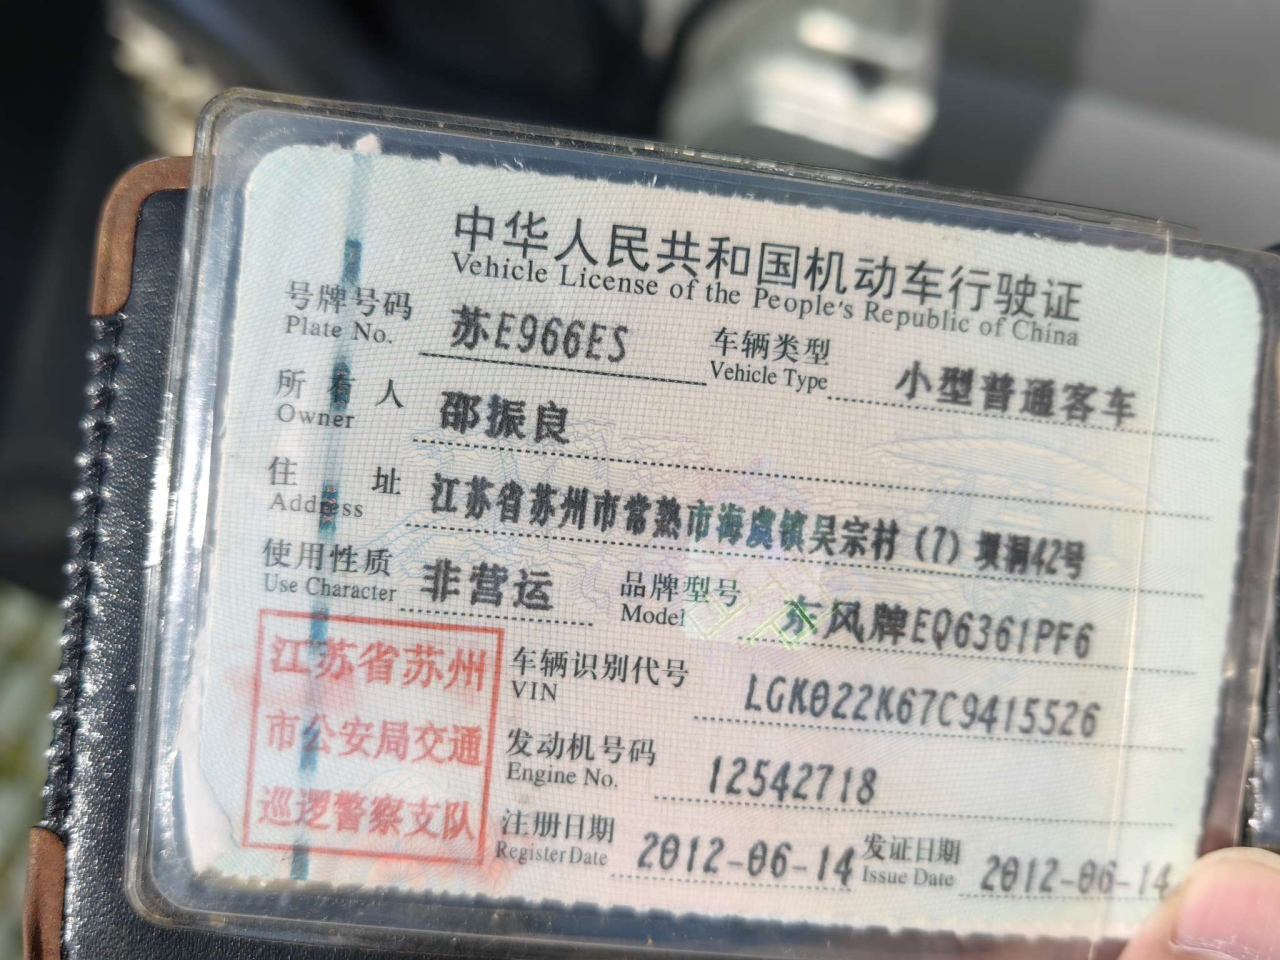 中华人民共和国机动车行驶证
Vehicle License of the People's Republic of China
号牌号码 苏E966ES 车辆类型 小型普通客车
Plate No. Vehicle Type
所有人 邵振良
Owner
住址 江苏省苏州市常熟市海虞镇吴宗村(7)坝洞42号
Address
使用性质 非营运 品牌型号 东风牌EQ6361PF6
Use Character Model
车辆识别代号 LGK022K67C9415526
VIN
发动机号码 12542718
Engine No.
注册日期 2012-06-14 发证日期 2012-06-14
Register Date Issue Date
江苏省苏州
市公安局交通
巡逻警察支队